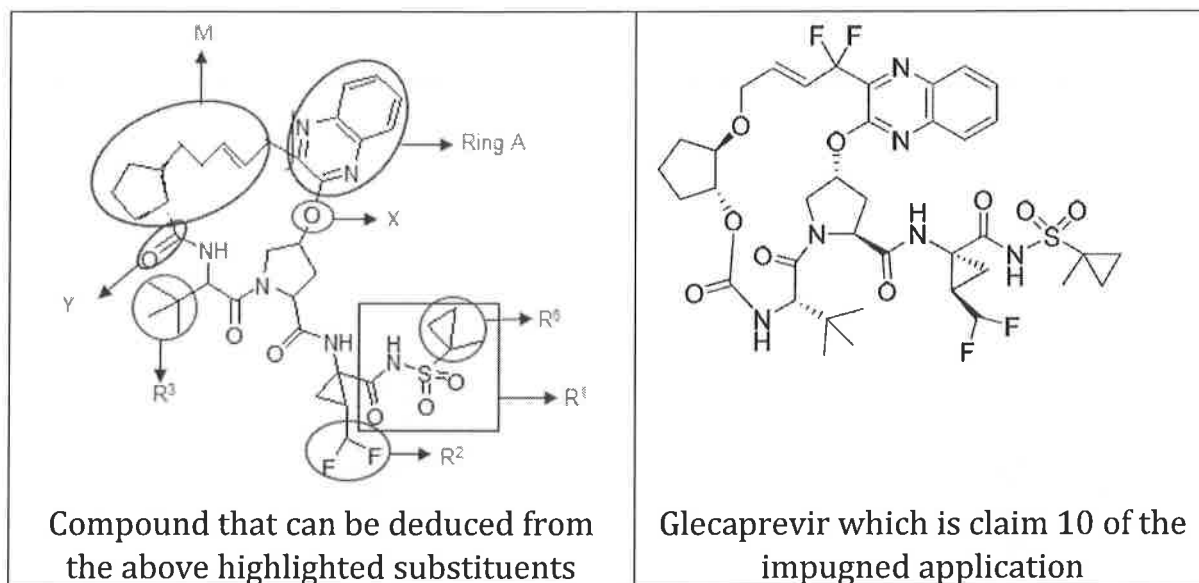 M
N
Ring A
N
O
X
O
NH
N
Y
O
R³
O
NH
H
N
S
O
O
O
R⁶
R¹
F F
R²
Compound that can be deduced from
the above highlighted substituents
F F
N
O
O
N
O
N
H
N
O
O O
S
N
H
O
O
O
N
H
F
F
Glecaprevir which is claim 10 of the
impugned application